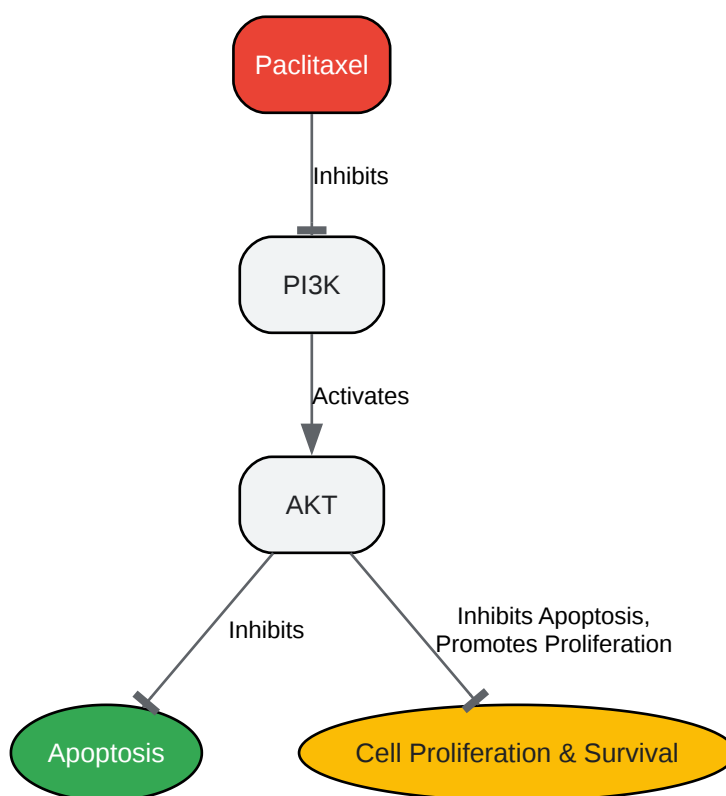 Paclitaxel
Inhibits
PI3K
Activates
AKT
Inhibits
Inhibits Apoptosis,
Promotes Proliferation
Apoptosis
Cell Proliferation & Survival